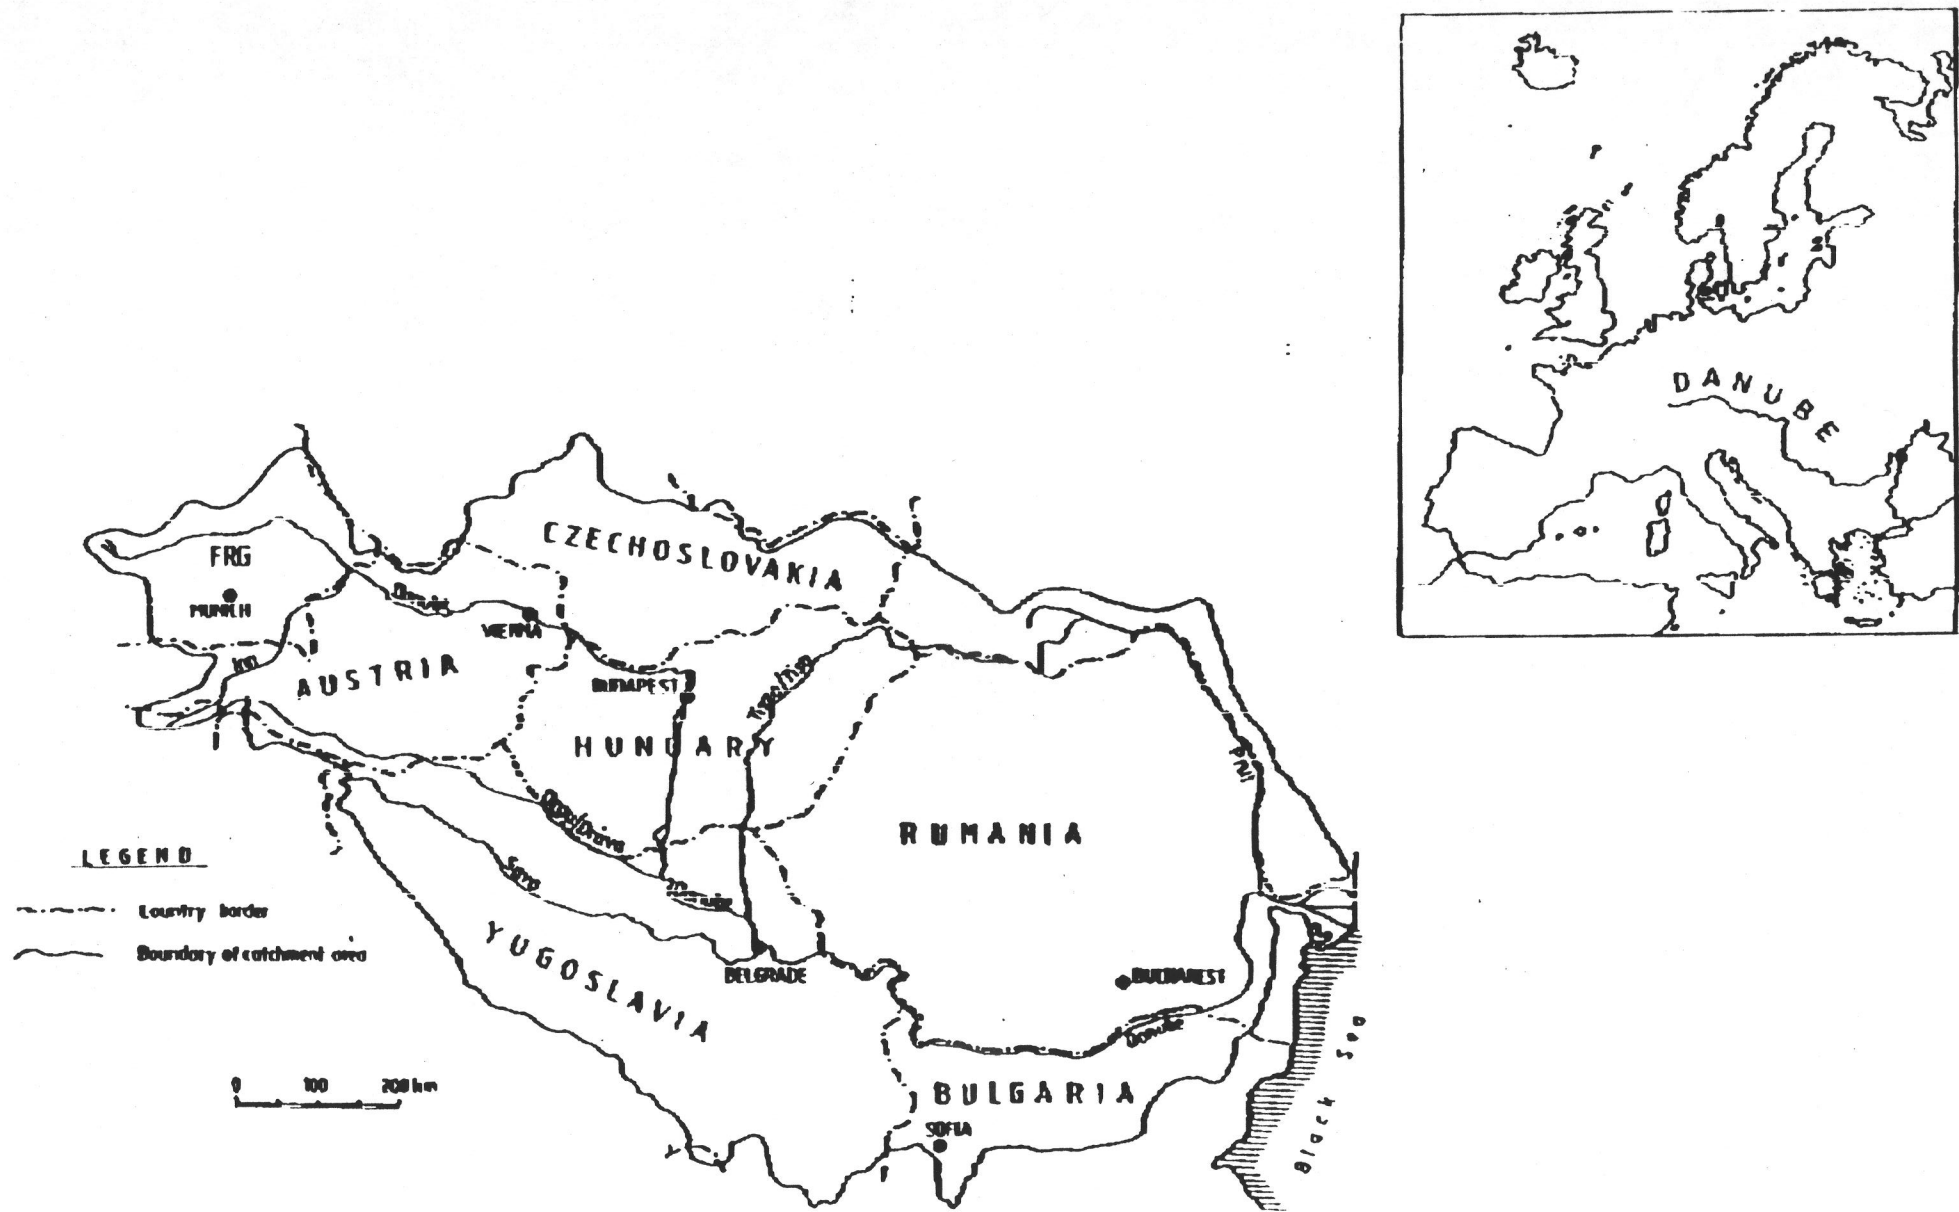 DANUBE
CZECHOSLOVAKIA
FRG
MUNICH
Danube
VIENNA
Inn
AUSTRIA
BUDAPEST
HUNGARY
Drava
Sava
RUMANIA
YUGOSLAVIA
BELGRADE
BUCHAREST
Danube
BULGARIA
SOFIA
Black Sea
LEGEND
Country border
Boundary of catchment area
0 100 200 km